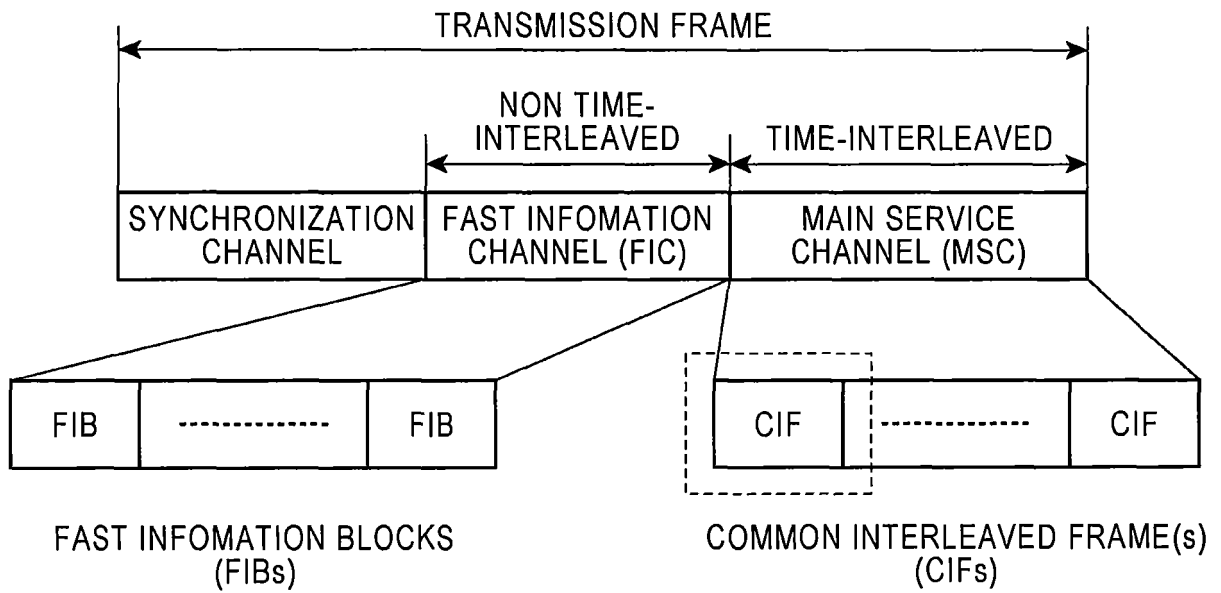 TRANSMISSION FRAME
NON TIME-
INTERLEAVED
TIME-INTERLEAVED
SYNCHRONIZATION
CHANNEL
FAST INFOMATION
CHANNEL (FIC)
MAIN SERVICE
CHANNEL (MSC)
FIB
FIB
CIF
CIF
FAST INFOMATION BLOCKS
(FIBs)
COMMON INTERLEAVED FRAME(s)
(CIFs)